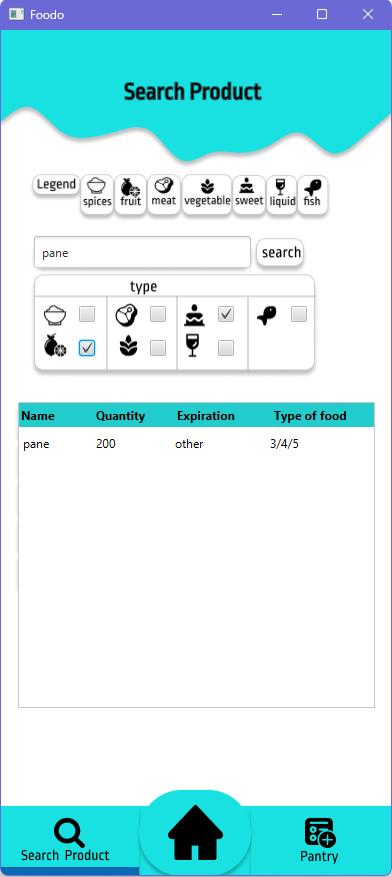 Foodo
Search Product
Legend
spices fruit meat vegetable sweet liquid fish
pane
search
type
Name Quantity Expiration Type of food
pane 200 other 3/4/5
Search Product
Pantry